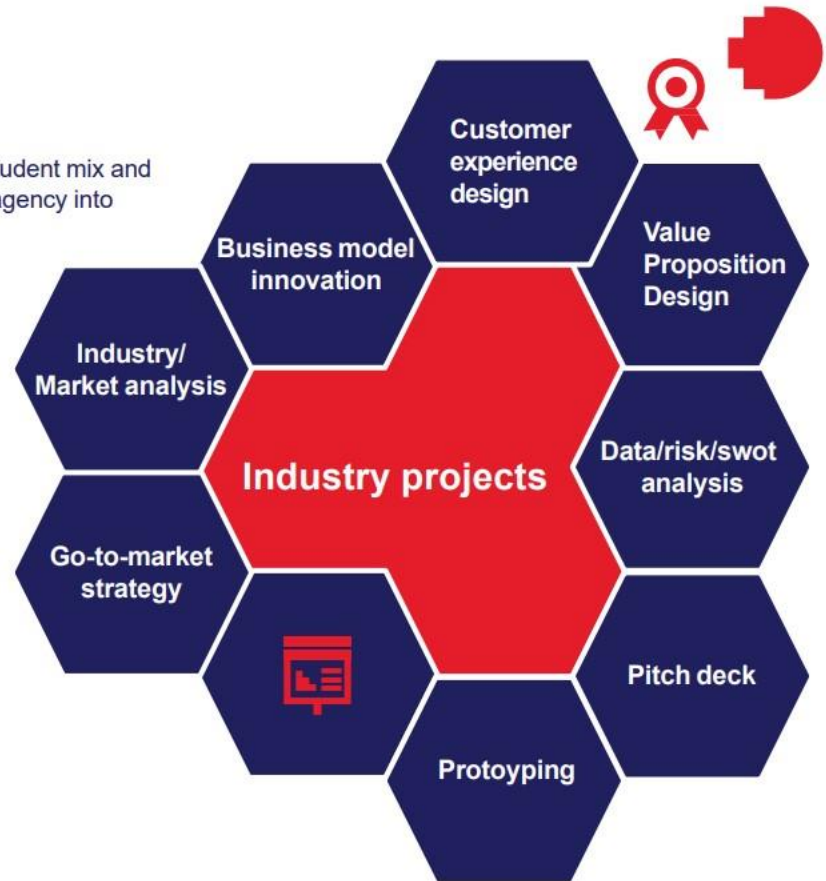 udent mix and
agency into
Customer
experience
design
Business model
innovation
Value
Proposition
Design
Industry/
Market analysis
Industry projects
Data/risk/swot
analysis
Go-to-market
strategy
Pitch deck
Protoyping